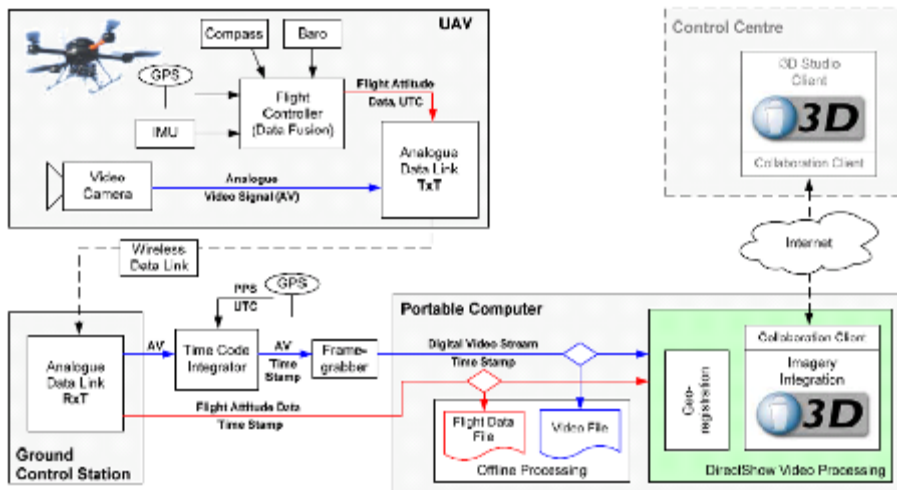 UAV
Compass
Baro
GPS
IMU
Flight
Controller
(Data Fusion)
Flight Attitude
Data, UTC
Video
Camera
Analogue
Video Signal (AV)
Analogue
Data Link
TxT
Control Centre
i3D Studio
Client
3D
Collaboration Client
Internet
Wireless
Data Link
PPS
UTC
GPS
Analogue
Data Link
RxT
AV
Time Code
Integrator
AV
Time
Stamp
Frame-
grabber
Flight Attitude Data
Time Stamp
Ground
Control Station
Portable Computer
Digital Video Stream
Time Stamp
Flight Data
File
Video File
Offline Processing
Geo-
registration
Collaboration Client
Imagery
Integration
3D
DirectShow Video Processing